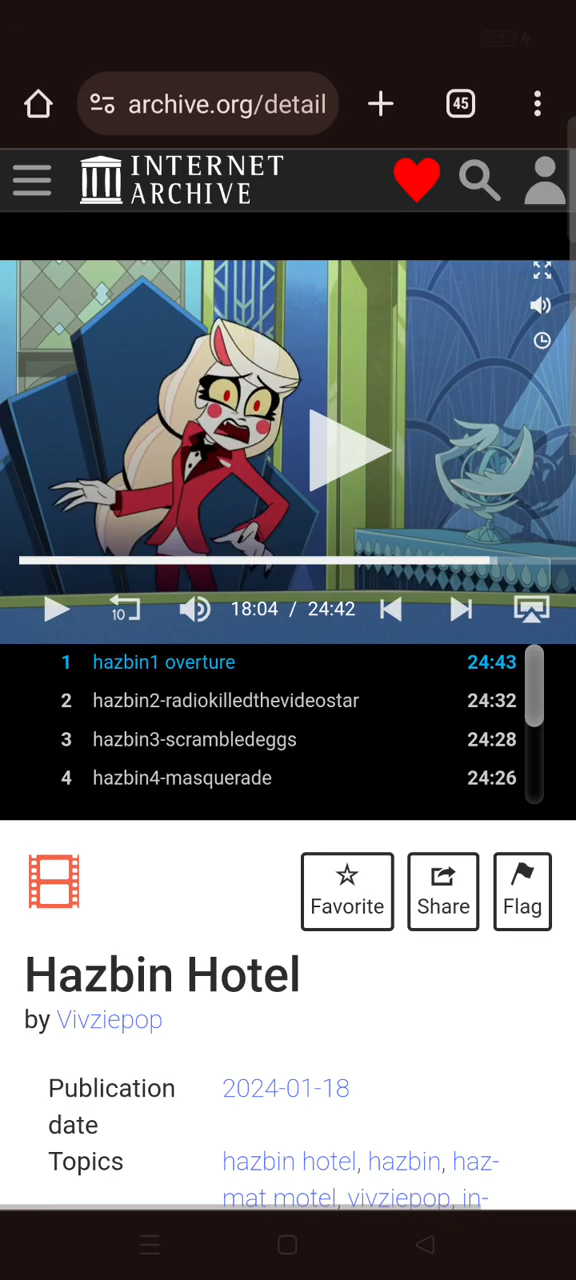 archive.org/detail
45
INTERNET
ARCHIVE
10
18:04 / 24:42
1 hazbin1 overture 24:43
2 hazbin2-radiokilledthevideostar 24:32
3 hazbin3-scrambledeggs 24:28
4 hazbin4-masquerade 24:26
Favorite Share Flag
Hazbin Hotel
by Vivziepop
Publication 2024-01-18
date
Topics hazbin hotel, hazbin, haz-
mat motel, vivziepop, in-